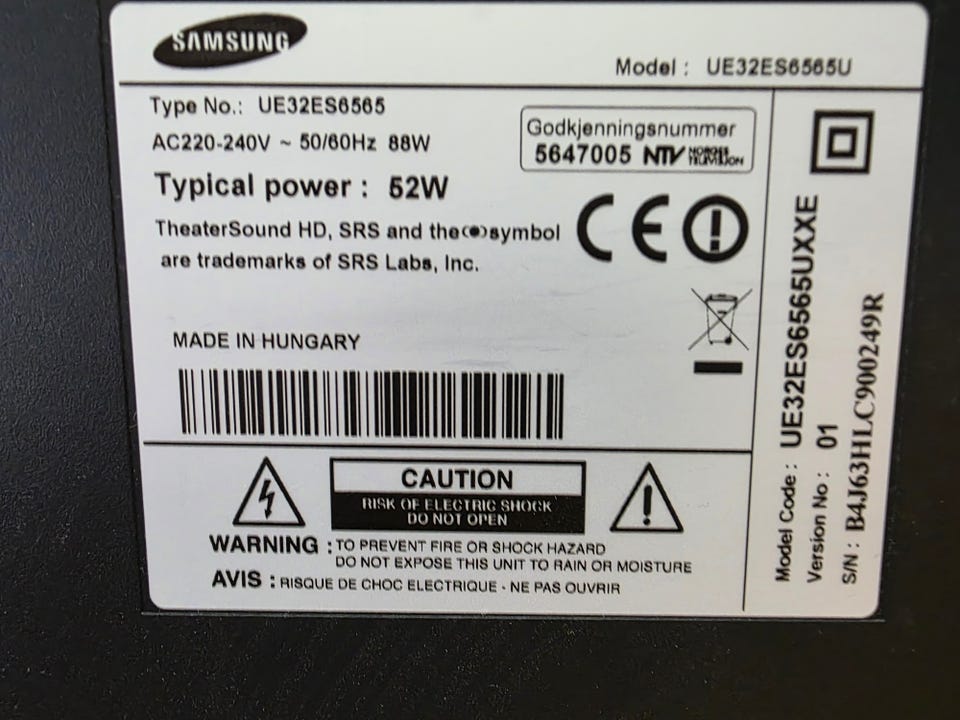 SAMSUNG
Model : UE32ES6565U
Type No.: UE32ES6565
AC220-240V ~ 50/60Hz 88W
Godkjenningsnummer
5647005 NTV NORGES TELEVISION
Typical power : 52W
TheaterSound HD, SRS and the(●)symbol
are trademarks of SRS Labs, Inc.
CE
MADE IN HUNGARY
CAUTION
RISK OF ELECTRIC SHOCK
DO NOT OPEN
WARNING : TO PREVENT FIRE OR SHOCK HAZARD
DO NOT EXPOSE THIS UNIT TO RAIN OR MOISTURE
AVIS : RISQUE DE CHOC ELECTRIQUE - NE PAS OUVRIR
Model Code : UE32ES6565UXXE
Version No : 01
S/N : B4J63HLC900249R